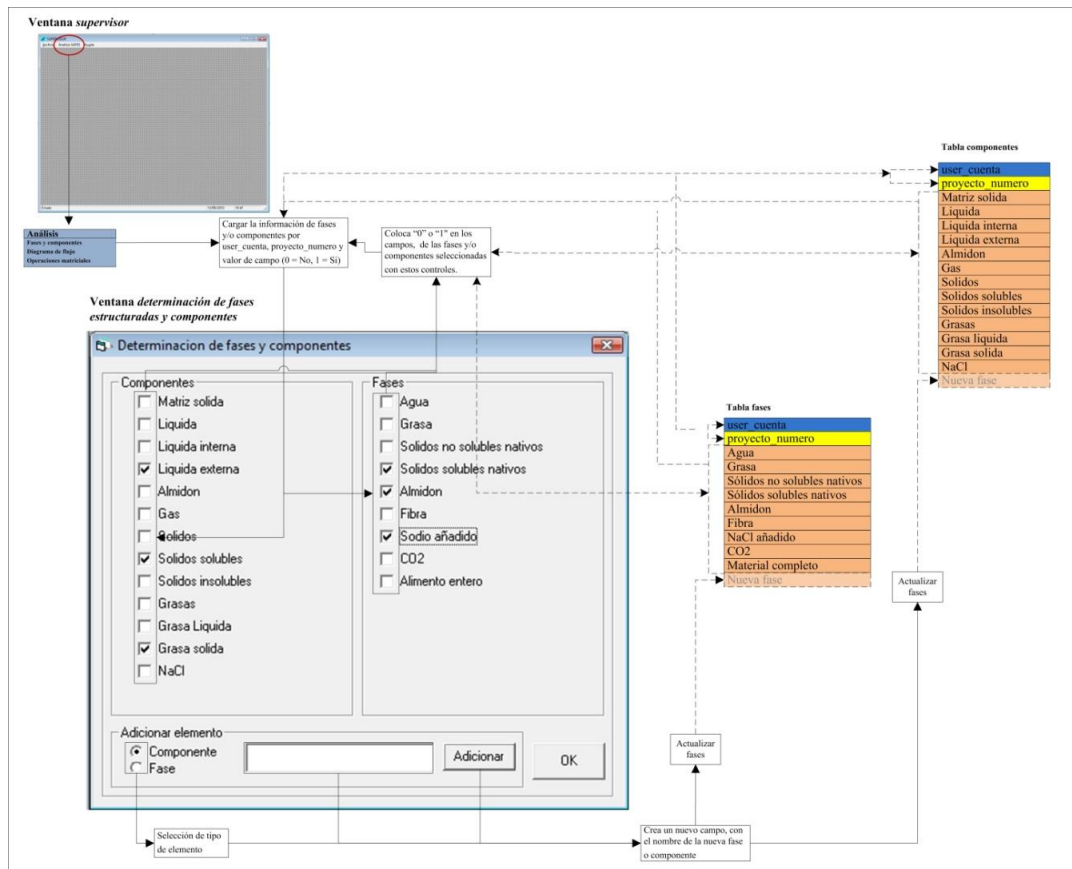 Ventana supervisor
Análisis
Fases y componentes
Diagrama de flujo
Operaciones matriciales
Cargar la información de fases
y/o componentes por
user_cuenta, proyecto_numero y
valor de campo (0 = No, 1 = Si)
Coloca “0” o “1” en los
campos, de las fases y/o
componentes seleccionadas
con estos controles.
Tabla componentes
user_cuenta
proyecto_numero
Matriz solida
Liquida
Liquida interna
Liquida externa
Almidon
Gas
Solidos
Solidos solubles
Solidos insolubles
Grasas
Grasa liquida
Grasa solida
NaCl
Nueva fase
Ventana determinación de fases
estructuradas y componentes
Determinacion de fases y componentes
Componentes
Matriz solida
Liquida
Liquida interna
Liquida externa
Almidon
Gas
Solidos
Solidos solubles
Solidos insolubles
Grasas
Grasa Liquida
Grasa solida
NaCl
Fases
Agua
Grasa
Solidos no solubles nativos
Solidos solubles nativos
Almidon
Fibra
Sodio añadido
CO2
Alimento entero
Tabla fases
user_cuenta
proyecto_numero
Agua
Grasa
Sólidos no solubles nativos
Sólidos solubles nativos
Almidon
Fibra
NaCl añadido
CO2
Material completo
Nueva fase
Actualizar
fases
Adicionar elemento
Componente
Fase
Adicionar
OK
Actualizar
fases
Selección de tipo
de elemento
Crea un nuevo campo, con
el nombre de la nueva fase
o componente